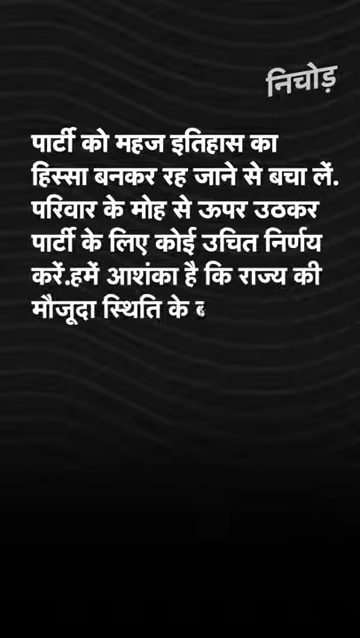 निचोड़
पार्टी को महज इतिहास का
हिस्सा बनकर रह जाने से बचा लें.
परिवार के मोह से ऊपर उठकर
पार्टी के लिए कोई उचित निर्णय
करें.हमें आशंका है कि राज्य की
मौजूदा स्थिति के